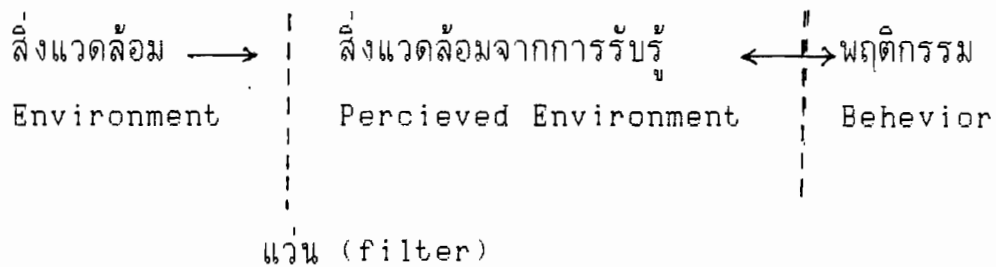 สิ่งแวดล้อม สิ่งแวดล้อมจากการรับรู้ พฤติกรรม
Environment Percieved Environment Behevior
แว่น (filter)